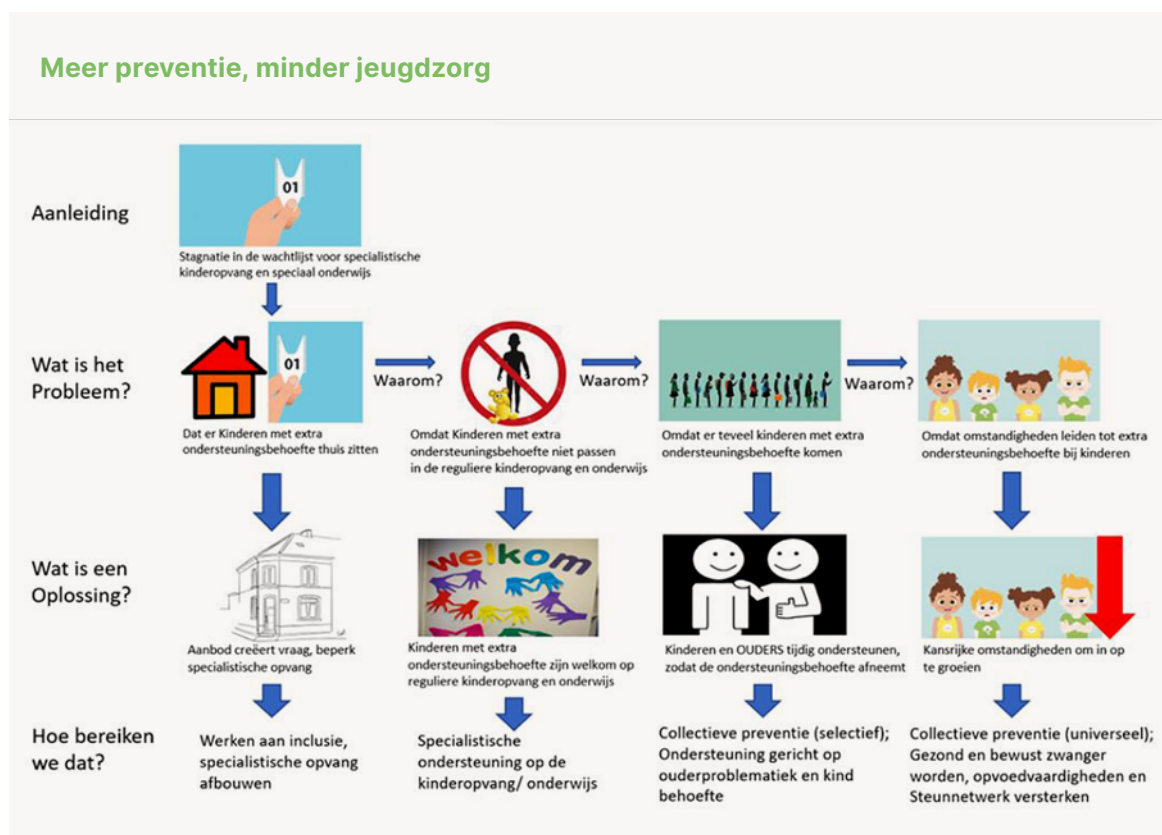 Meer preventie, minder jeugdzorg
Aanleiding
01
Stagnatie in de wachtlijst voor specialistische
kinderopvang en speciaal onderwijs
Wat is het
Probleem?
01
Waarom?
Waarom?
Waarom?
Dat er Kinderen met extra
ondersteuningsbehoefte thuis zitten
Omdat Kinderen met extra
ondersteuningsbehoefte niet passen
in de reguliere kinderopvang en onderwijs
Omdat er teveel kinderen met extra
ondersteuningsbehoefte komen
Omdat omstandigheden leiden tot extra
ondersteuningsbehoefte bij kinderen
Wat is een
Oplossing?
welkom
Aanbod creëert vraag, beperk
specialistische opvang
Kinderen met extra
ondersteuningsbehoefte zijn welkom op
reguliere kinderopvang en onderwijs
Kinderen en OUDERS tijdig ondersteunen,
zodat de ondersteuningsbehoefte afneemt
Kansrijke omstandigheden om in op
te groeien
Hoe bereiken
we dat?
Werken aan inclusie,
specialistische opvang
afbouwen
Specialistische
ondersteuning op de
kinderopvang/ onderwijs
Collectieve preventie (selectief);
Ondersteuning gericht op
ouderproblematiek en kind
behoefte
Collectieve preventie (universeel);
Gezond en bewust zwanger
worden, opvoedvaardigheden en
Steunnetwerk versterken